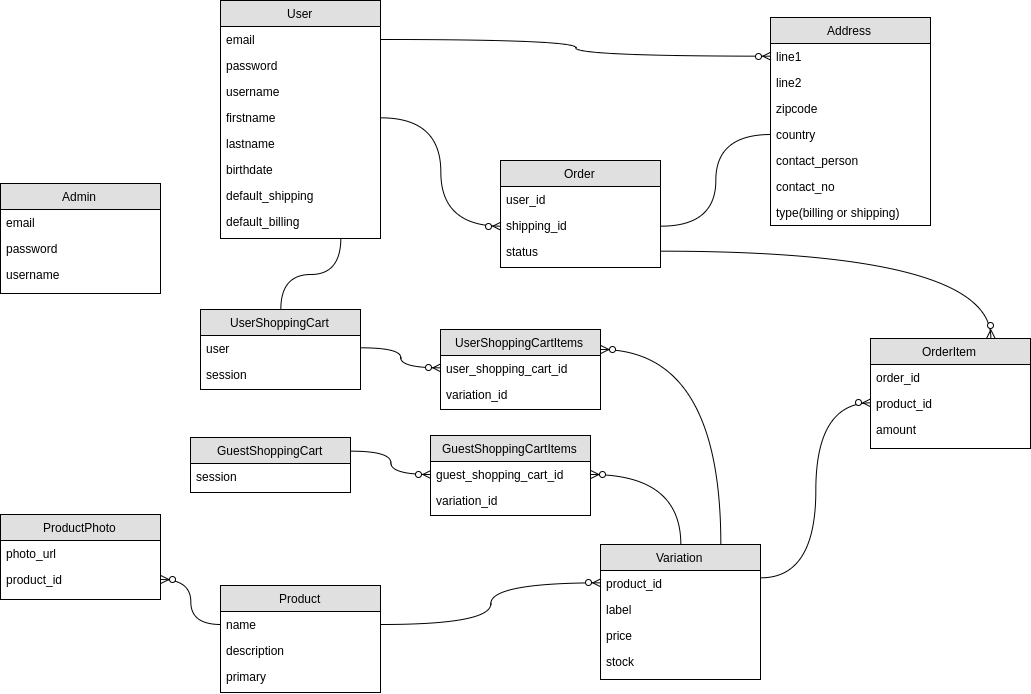 User
email
password
username
firstname
lastname
birthdate
default_shipping
default_billing
Address
line1
line2
zipcode
country
contact_person
contact_no
type(billing or shipping)
Order
user_id
shipping_id
status
Admin
email
password
username
UserShoppingCart
user
session
UserShoppingCartItems
user_shopping_cart_id
variation_id
OrderItem
order_id
product_id
amount
GuestShoppingCart
session
GuestShoppingCartItems
guest_shopping_cart_id
variation_id
ProductPhoto
photo_url
product_id
Product
name
description
primary
Variation
product_id
label
price
stock